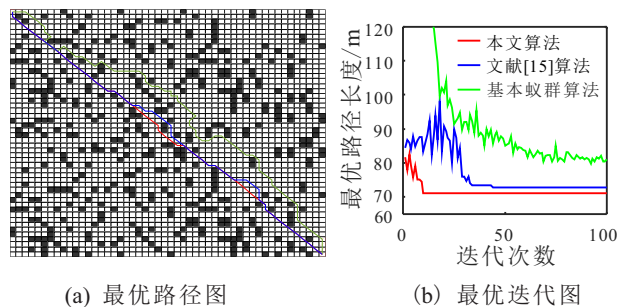 120
110
100
90
80
70
60
最优路径长度/m
本文算法
文献[15]算法
基本蚁群算法
0
50
100
迭代次数
(a) 最优路径图
(b) 最优迭代图